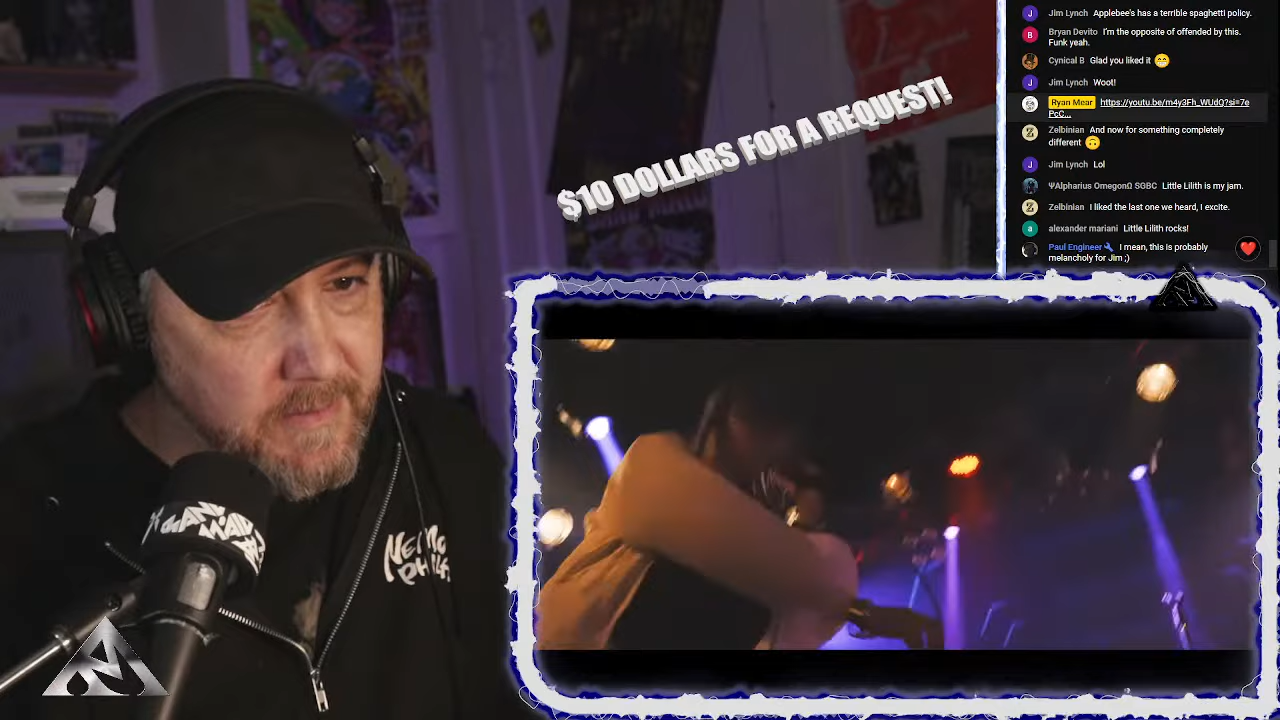 Jim Lynch Applebee's has a terrible spaghetti policy.
Bryan Devito I'm the opposite of offended by this.
Funk yeah.
Cynical B Glad you liked it 😁
Jim Lynch Woot!
Ryan Mear https://youtu.be/m4y3Fh_WUdQ?si=7e
PcC...
Zelbinian And now for something completely
different 🙃
Jim Lynch Lol
ΨAlpharius OmegonΩ SGBC Little Lilith is my jam.
Zelbinian I liked the last one we heard, I excite.
alexander mariani Little Lilith rocks!
Paul Engineer I mean, this is probably
melancholy for Jim ;)
$10 DOLLARS FOR A REQUEST!